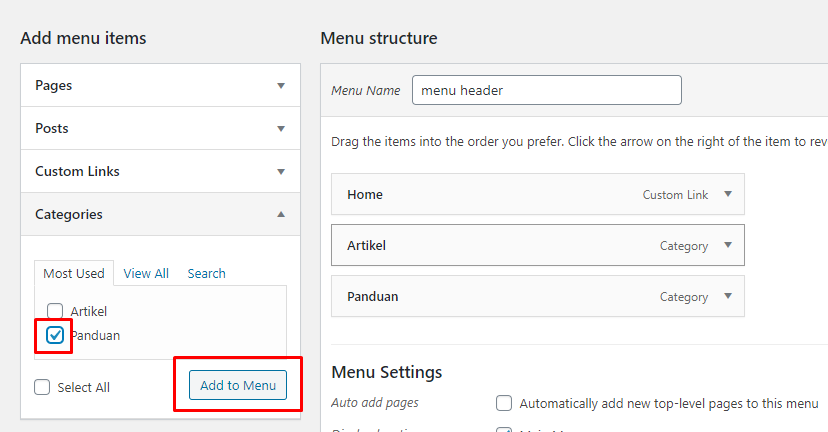 Add menu items
Pages
Posts
Custom Links
Categories
Most Used View All Search
Artikel
Panduan
Select All
Add to Menu
Menu structure
Menu Name menu header
Drag the items into the order you prefer. Click the arrow on the right of the item to rev
Home Custom Link
Artikel Category
Panduan Category
Menu Settings
Auto add pages Automatically add new top-level pages to this menu